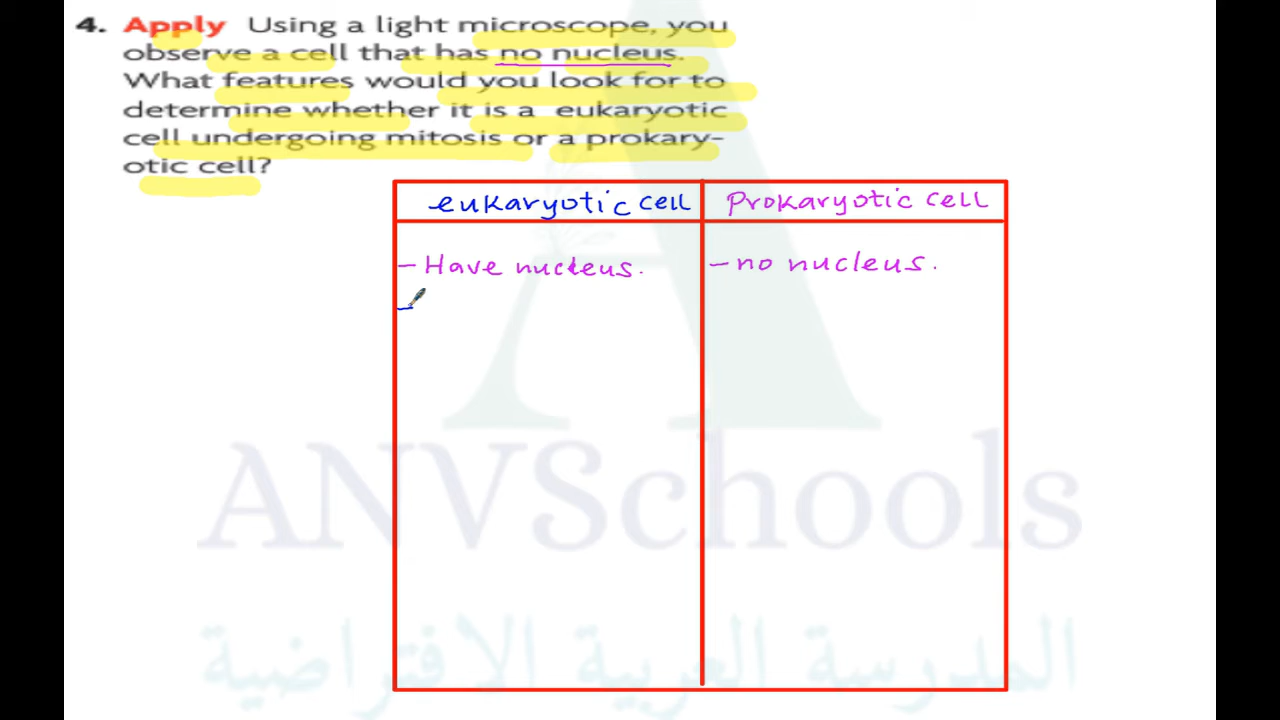 4. Apply Using a light microscope, you
observe a cell that has no nucleus.
What features would you look for to
determine whether it is a eukaryotic
cell undergoing mitosis or a prokary-
otic cell?
eukaryotic cell
Prokaryotic cell
- Have nucleus.
- no nucleus.
-
ANVSchools
المدرسة العربية الافتراضية